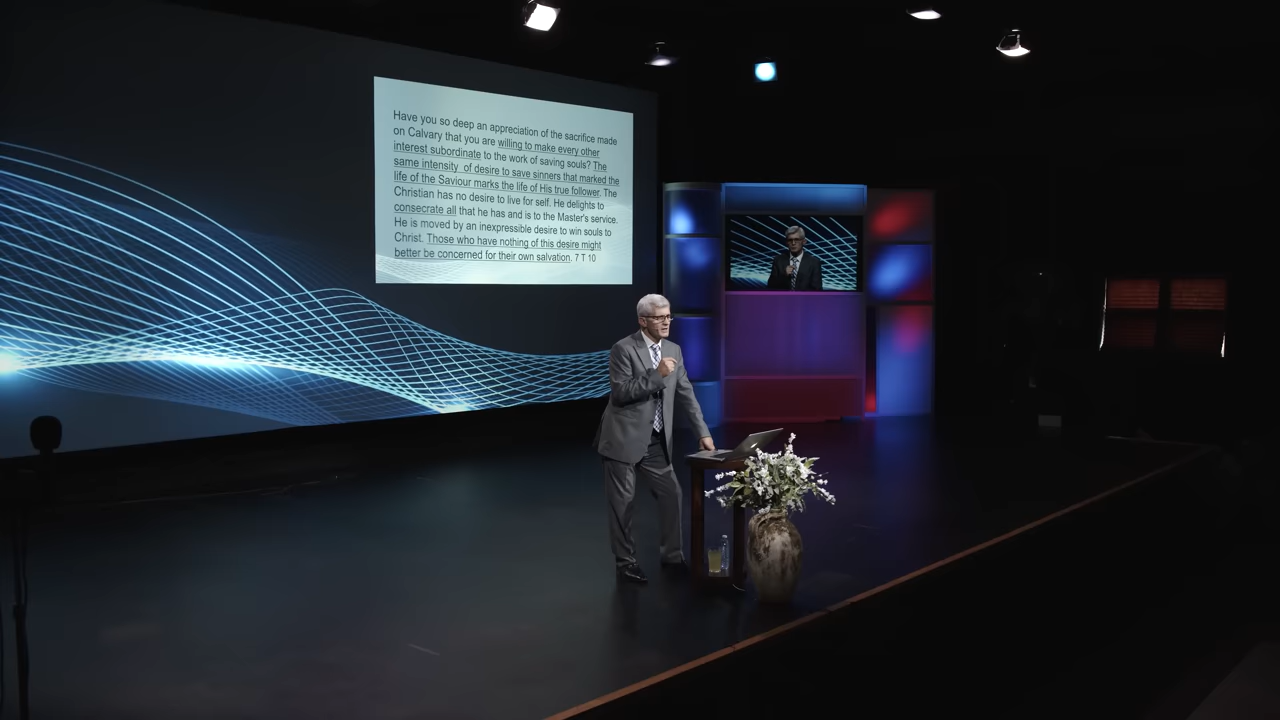 Have you so deep an appreciation of the sacrifice made
on Calvary that you are willing to make every other
interest subordinate to the work of saving souls? The
same intensity of desire to save sinners that marked the
life of the Saviour marks the life of His true follower. The
Christian has no desire to live for self. He delights to
consecrate all that he has and is to the Master's service.
He is moved by an inexpressible desire to win souls to
Christ. Those who have nothing of this desire might
better be concerned for their own salvation. 7 T 10